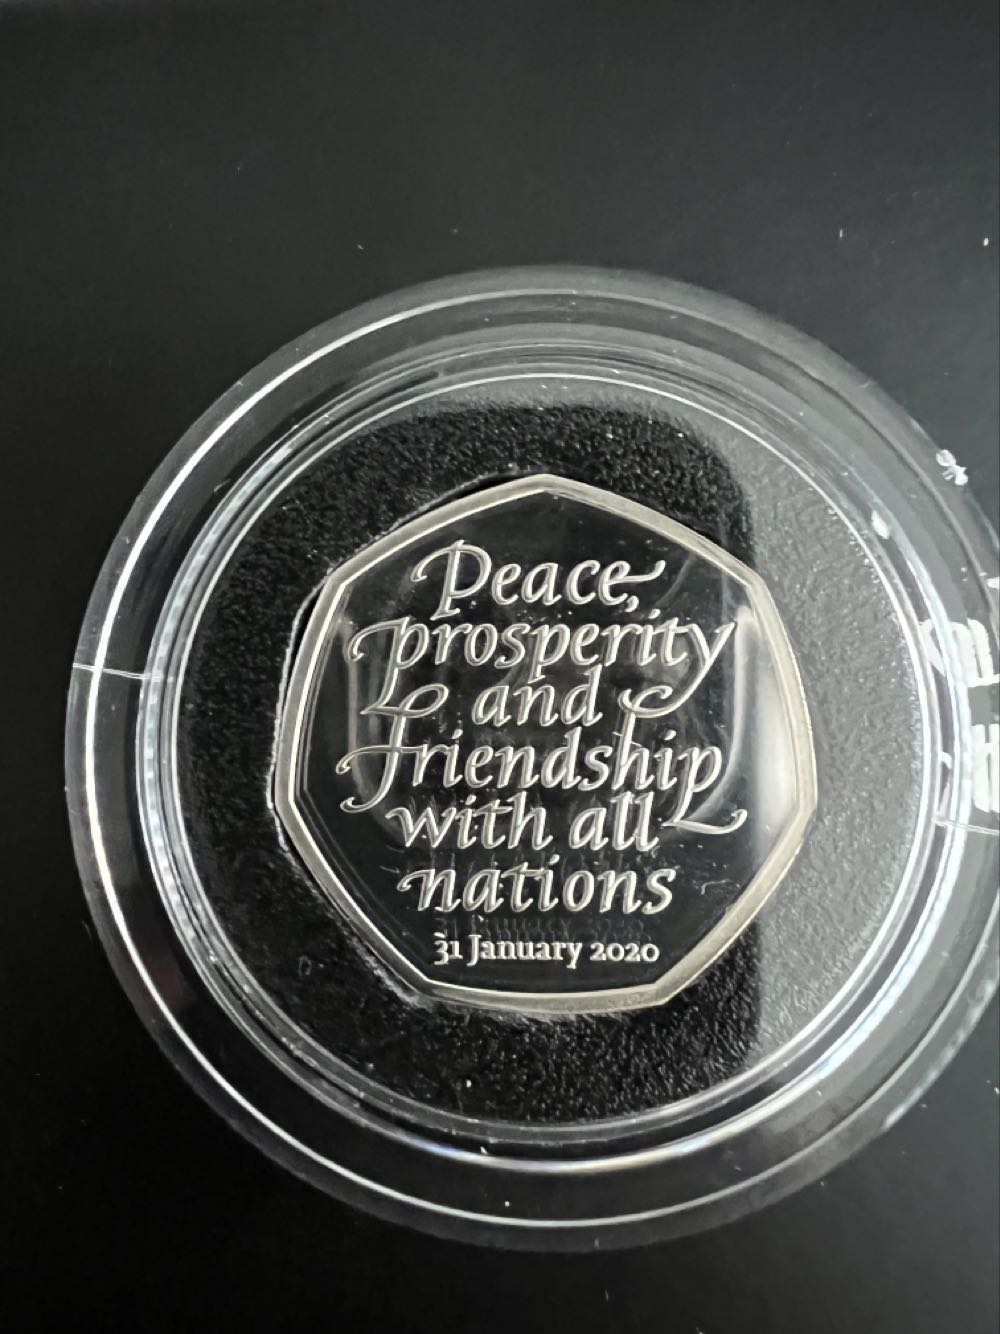 Peace,
prosperity
and
friendship
with all
nations
31 January 2020